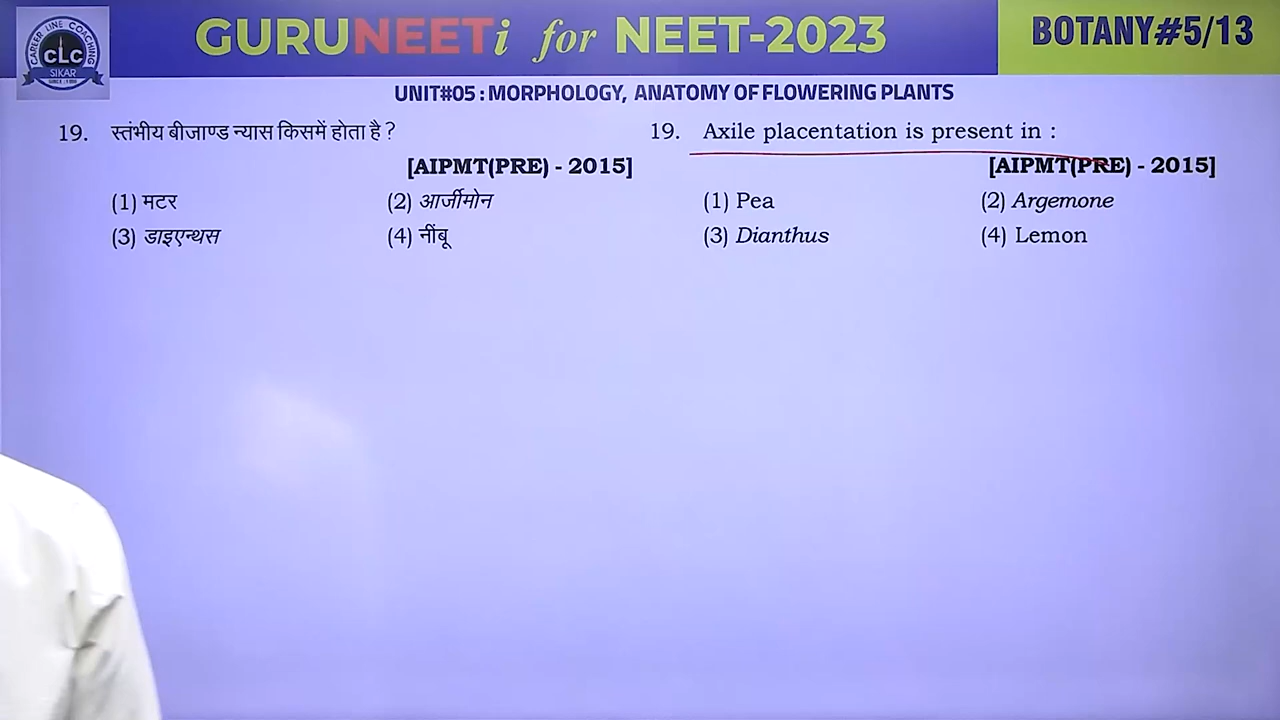 CAREER LINE COACHING
CLC
SIKAR
GURUNEETi for NEET-2023
BOTANY#5/13
UNIT#05 : MORPHOLOGY, ANATOMY OF FLOWERING PLANTS
19. स्तंभीय बीजाण्ड न्यास किसमें होता है ?
[AIPMT(PRE) - 2015]
(1) मटर (2) आर्जीमोन
(3) डाइएन्थस (4) नींबू
19. Axile placentation is present in :
[AIPMT(PRE) - 2015]
(1) Pea (2) Argemone
(3) Dianthus (4) Lemon